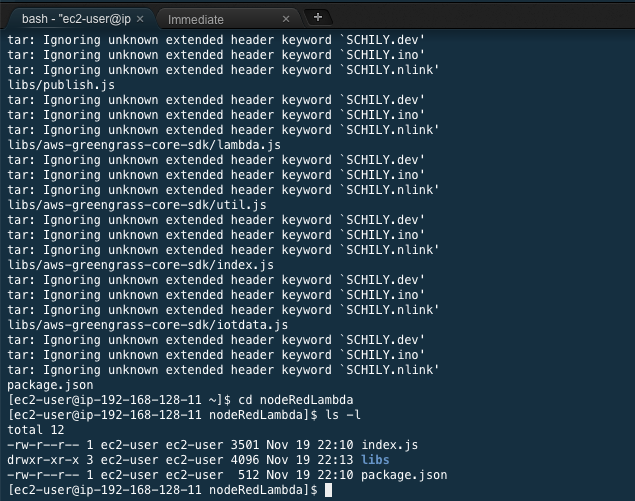 bash - "ec2-user@ip ×
Immediate ×
+
tar: Ignoring unknown extended header keyword `SCHILY.dev'
tar: Ignoring unknown extended header keyword `SCHILY.ino'
tar: Ignoring unknown extended header keyword `SCHILY.nlink'
libs/publish.js
tar: Ignoring unknown extended header keyword `SCHILY.dev'
tar: Ignoring unknown extended header keyword `SCHILY.ino'
tar: Ignoring unknown extended header keyword `SCHILY.nlink'
libs/aws-greengrass-core-sdk/lambda.js
tar: Ignoring unknown extended header keyword `SCHILY.dev'
tar: Ignoring unknown extended header keyword `SCHILY.ino'
tar: Ignoring unknown extended header keyword `SCHILY.nlink'
libs/aws-greengrass-core-sdk/util.js
tar: Ignoring unknown extended header keyword `SCHILY.dev'
tar: Ignoring unknown extended header keyword `SCHILY.ino'
tar: Ignoring unknown extended header keyword `SCHILY.nlink'
libs/aws-greengrass-core-sdk/index.js
tar: Ignoring unknown extended header keyword `SCHILY.dev'
tar: Ignoring unknown extended header keyword `SCHILY.ino'
tar: Ignoring unknown extended header keyword `SCHILY.nlink'
libs/aws-greengrass-core-sdk/iotdata.js
tar: Ignoring unknown extended header keyword `SCHILY.dev'
tar: Ignoring unknown extended header keyword `SCHILY.ino'
tar: Ignoring unknown extended header keyword `SCHILY.nlink'
package.json
[ec2-user@ip-192-168-128-11 ~]$ cd nodeRedLambda
[ec2-user@ip-192-168-128-11 nodeRedLambda]$ ls -l
total 12
-rw-r--r-- 1 ec2-user ec2-user 3501 Nov 19 22:10 index.js
drwxr-xr-x 3 ec2-user ec2-user 4096 Nov 19 22:13 libs
-rw-r--r-- 1 ec2-user ec2-user  512 Nov 19 22:10 package.json
[ec2-user@ip-192-168-128-11 nodeRedLambda]$